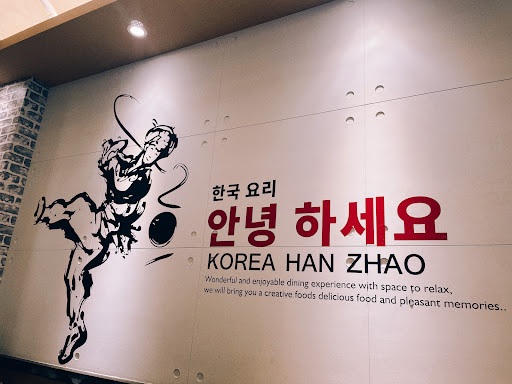 한국 요리
안녕 하세요
KOREA HAN ZHAO
Wonderful and enjoyable dining experience with space to relax,
we will bring you a creative foods delicious food and pleasant memories..